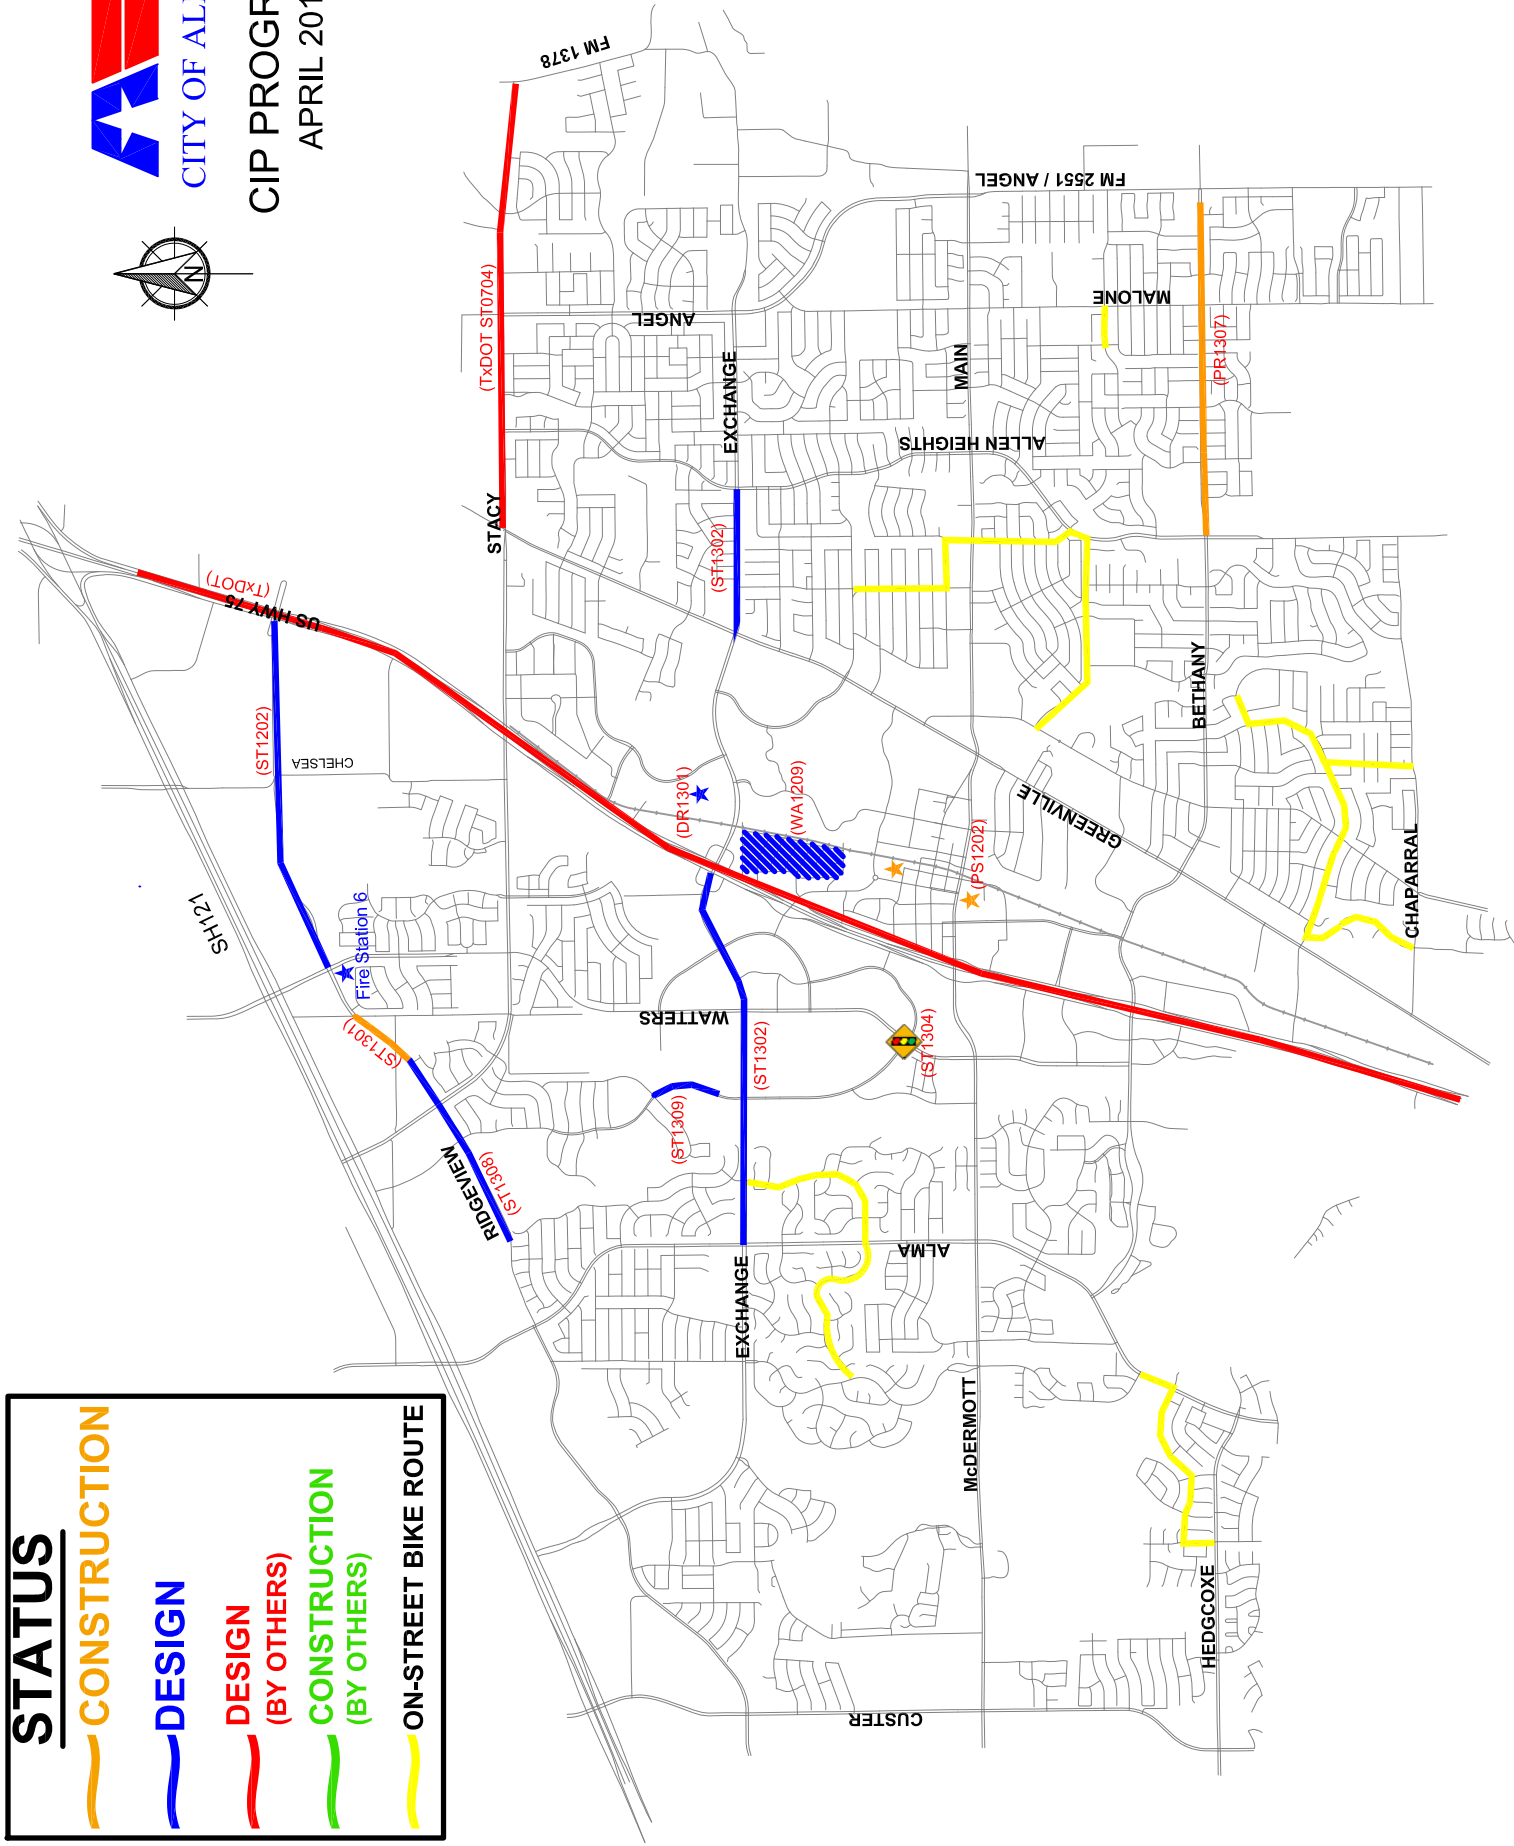 STATUS
CONSTRUCTION
DESIGN
DESIGN
(BY OTHERS)
CONSTRUCTION
(BY OTHERS)
ON-STREET BIKE ROUTE
CITY OF
CIP
APRIL
N
SH121
US HWY 75
(TxDOT)
(ST1202)
CHELSEA
Fire Station 6
(ST1301)
RIDGEVIEW
(ST1308)
STACY
(TxDOT ST0704)
FM 1378
ANGEL
EXCHANGE
(ST1302)
(DR1301)
(WA1209)
WATTERS
(ST1302)
(ST1309)
EXCHANGE
ALMA
(ST1304)
(PS1202)
MAIN
ALLEN HEIGHTS
FM 2551 / ANGEL
MALONE
(PR1307)
BETHANY
GREENVILLE
CHAPARRAL
McDERMOTT
HEDGCOXE
CUSTER